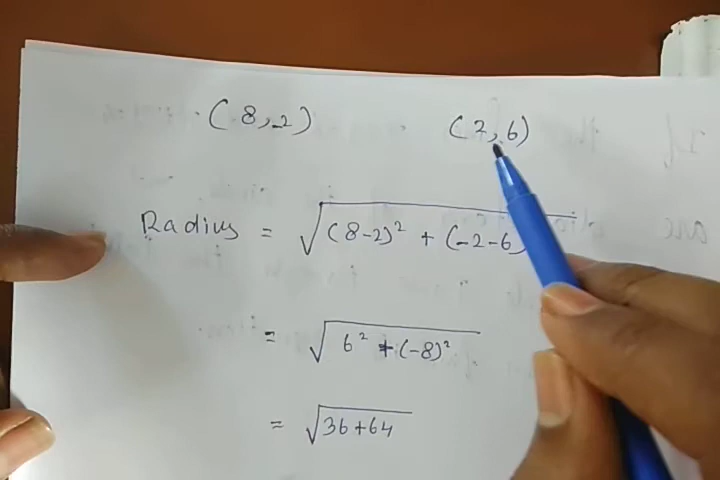 (8,-2) (2,6)
Radius = √(8-2)² + (-2-6)
= √6² + (-8)²
= √36+64